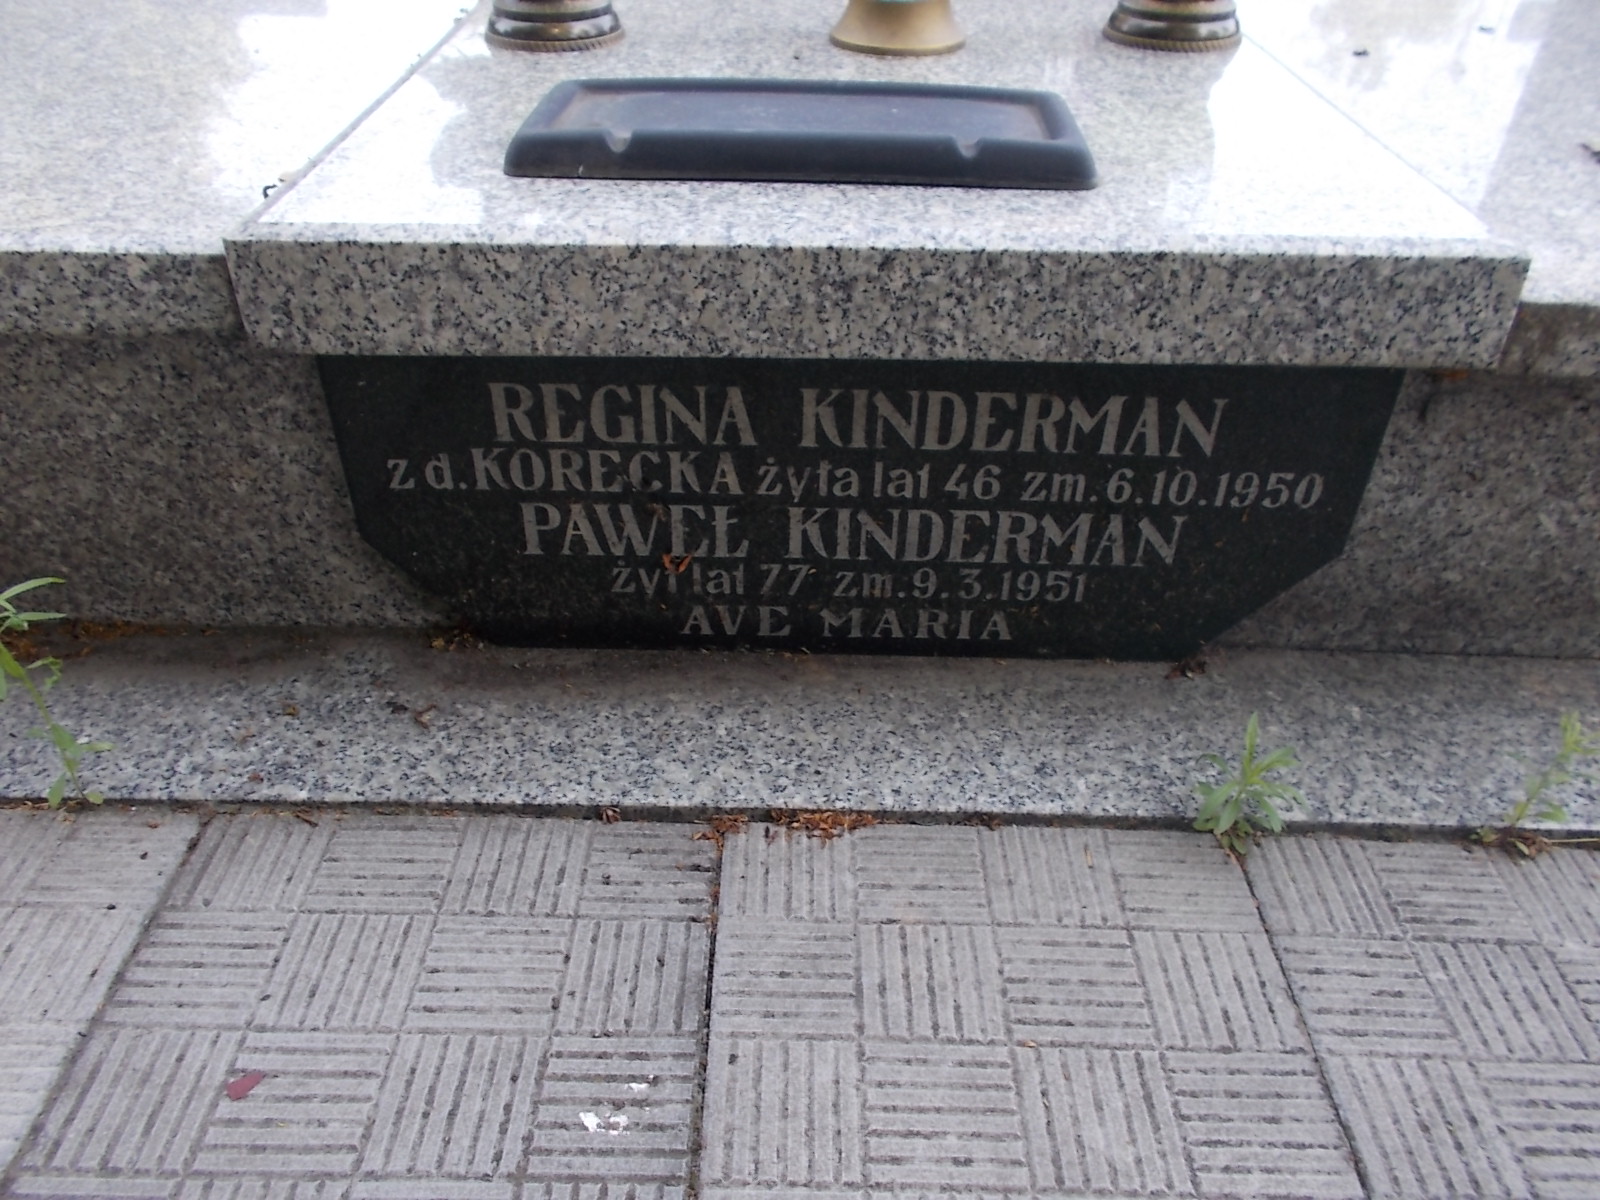 REGINA KINDERMAN
z d. KORECKA żyła lat 46 zm. 6.10.1950
PAWEŁ KINDERMAN
żył lat 77 zm. 9.3.1951
AVE MARIA